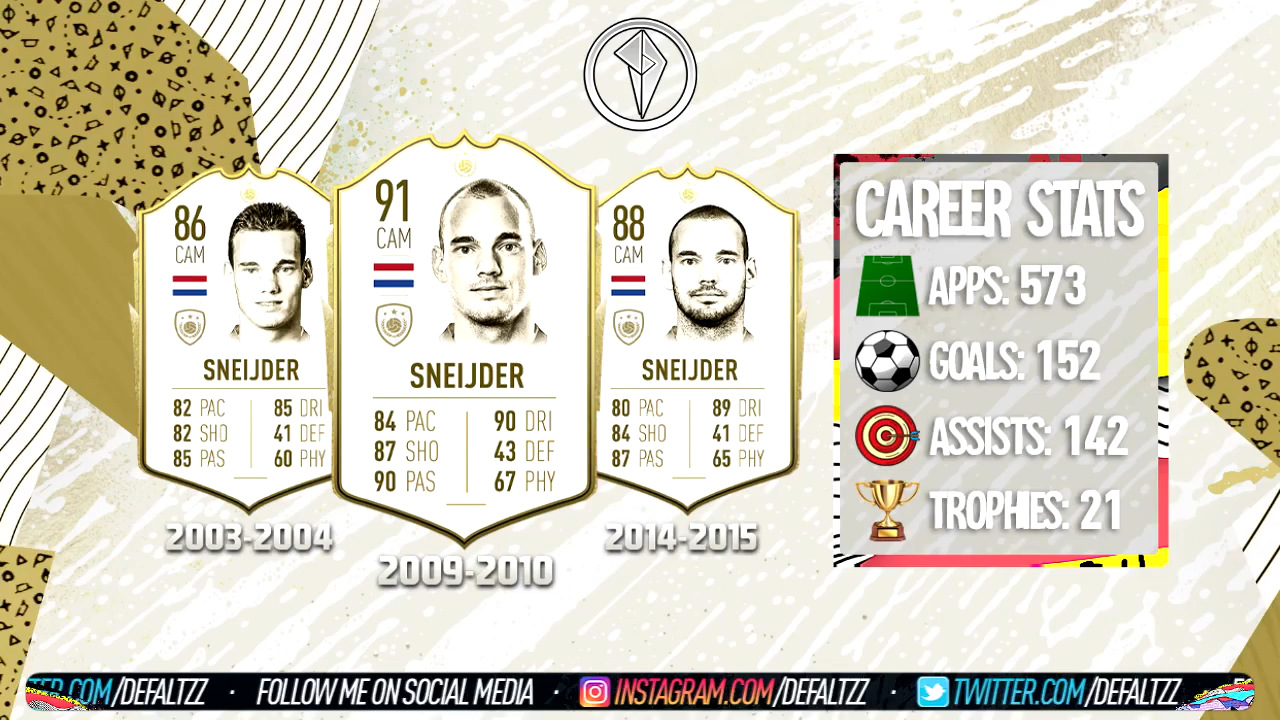 86
CAM
SNEIJDER
82 PAC 85 DRI
82 SHO 41 DEF
85 PAS 60 PHY
2003-2004
91
CAM
SNEIJDER
84 PAC 90 DRI
87 SHO 43 DEF
90 PAS 67 PHY
2009-2010
88
CAM
SNEIJDER
80 PAC 89 DRI
84 SHO 41 DEF
87 PAS 65 PHY
2014-2015
CAREER STATS
APPS: 573
GOALS: 152
ASSISTS: 142
TROPHIES: 21
TER.COM/DEFALTZZ · FOLLOW ME ON SOCIAL MEDIA · INSTAGRAM.COM/DEFALTZZ · TWITTER.COM/DEFALTZZ